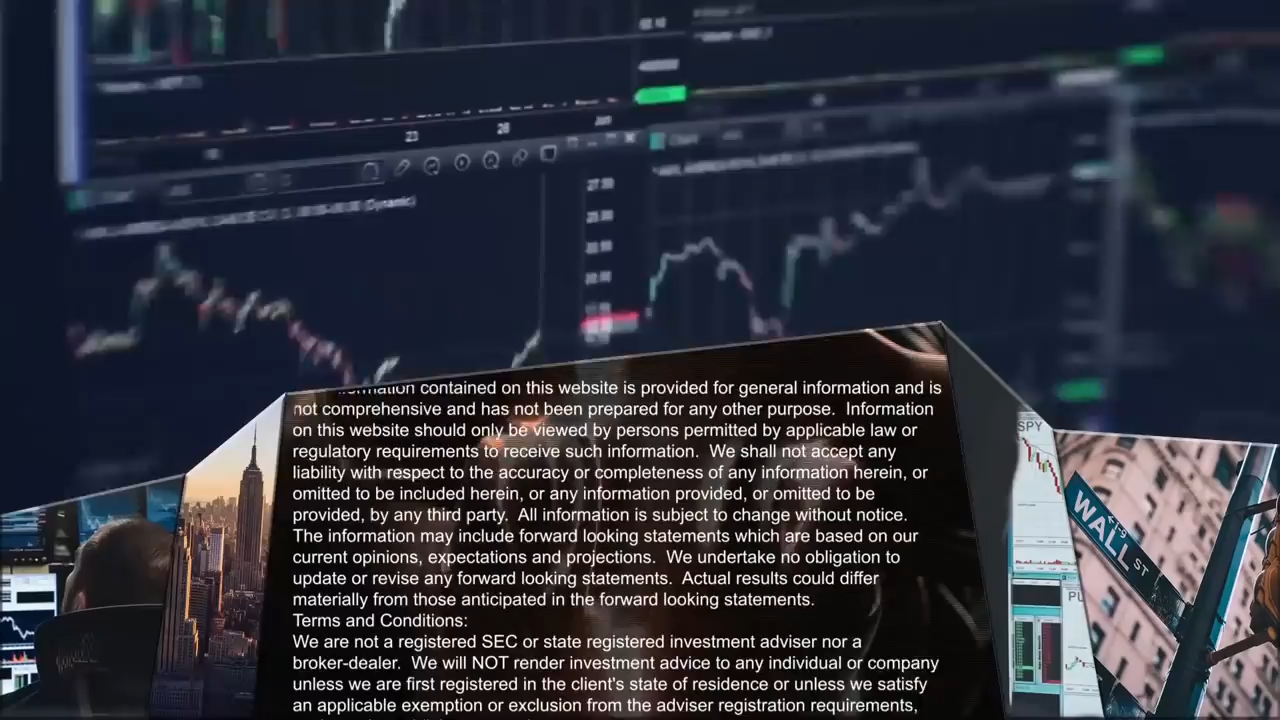 23
26
(Dynamic)
contained on this website is provided for general information and is
not comprehensive and has not been prepared for any other purpose. Information
on this website should only be viewed by persons permitted by applicable law or
regulatory requirements to receive such information. We shall not accept any
liability with respect to the accuracy or completeness of any information herein, or
omitted to be included herein, or any information provided, or omitted to be
provided, by any third party. All information is subject to change without notice.
The information may include forward looking statements which are based on our
current opinions, expectations and projections. We undertake no obligation to
update or revise any forward looking statements. Actual results could differ
materially from those anticipated in the forward looking statements.
Terms and Conditions:
We are not a registered SEC or state registered investment adviser nor a
broker-dealer. We will NOT render investment advice to any individual or company
unless we are first registered in the client's state of residence or unless we satisfy
an applicable exemption or exclusion from the adviser registration requirements,
SPY
WALL ST